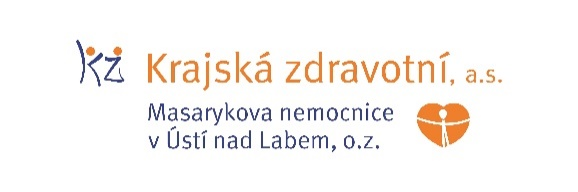 kz Krajská zdravotní, a.s.
Masarykova nemocnice
v Ústí nad Labem, o.z.